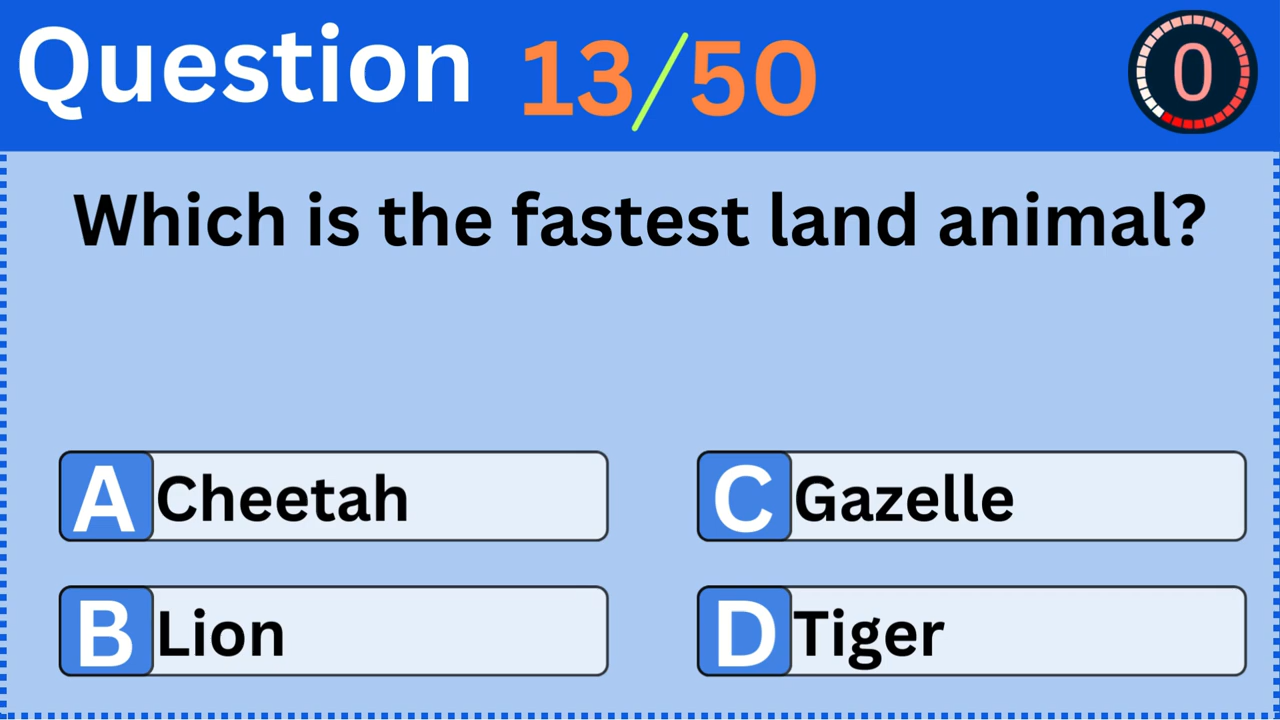 Question 13/50
0
Which is the fastest land animal?
A Cheetah
B Lion
C Gazelle
D Tiger